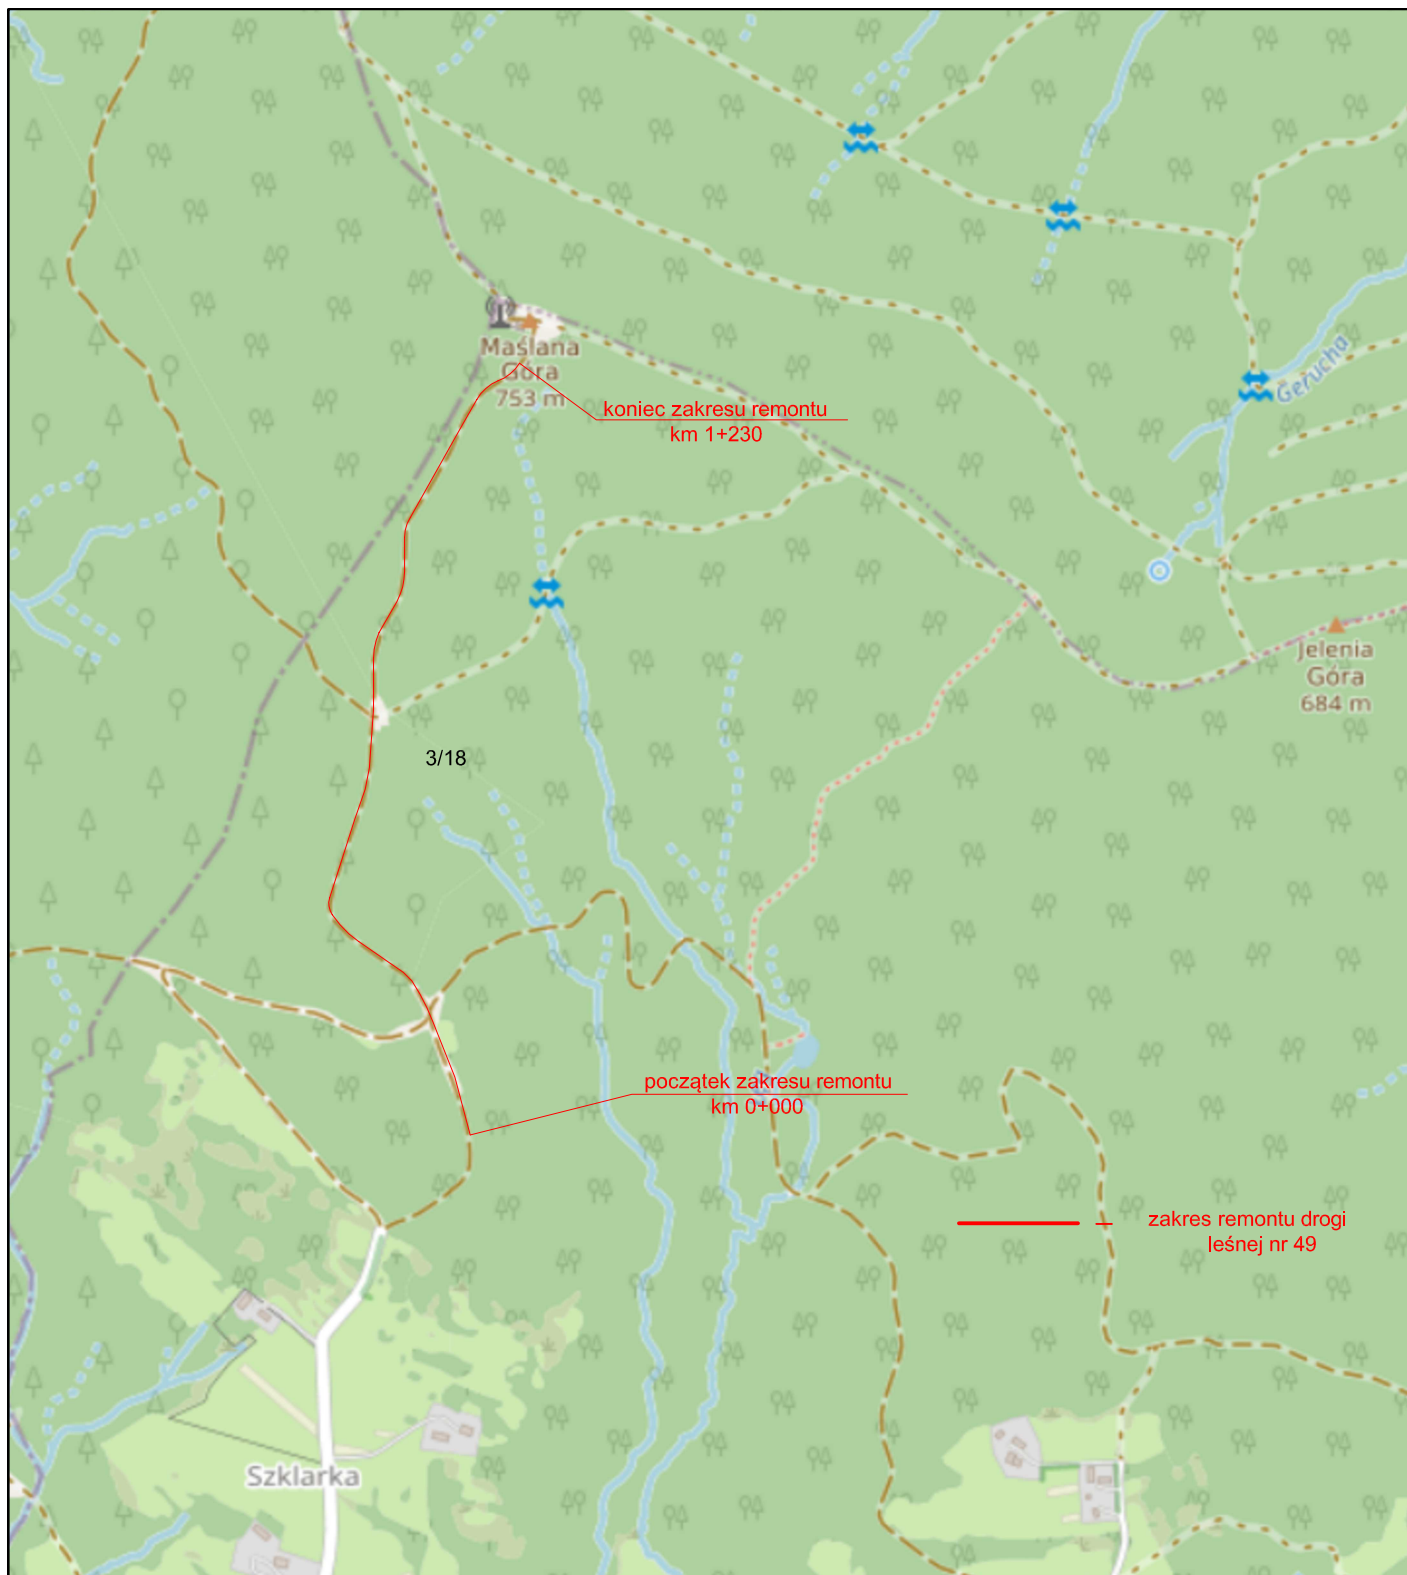 Maślana
Góra
753 m
koniec zakresu remontu
km 1+230
Gerucha
Jelenia
Góra
684 m
3/18
początek zakresu remontu
km 0+000
zakres remontu drogi
leśnej nr 49
Szklarka